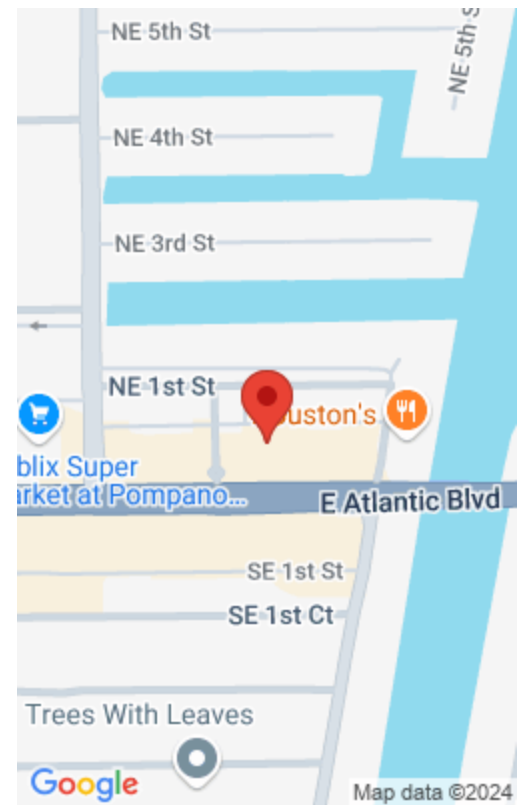 NE 5th St
NE 5th S
NE 4th St
NE 3rd St
NE 1st St
uston's
blix Super
arket at Pompano...
E Atlantic Blvd
SE 1st St
SE 1st Ct
Trees With Leaves
Google
Map data ©2024